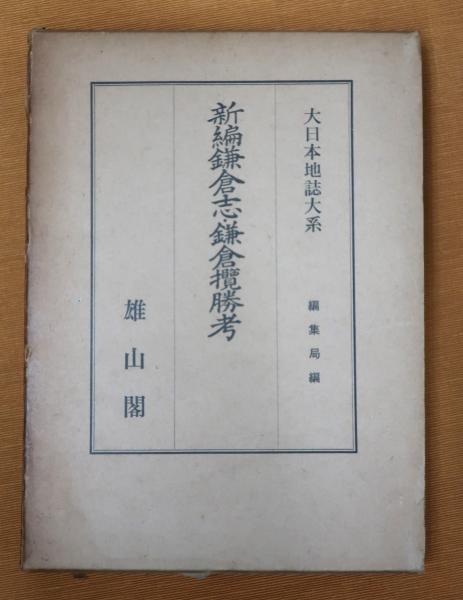 大日本地誌大系
編集局編
新編鎌倉志・鎌倉攬勝考
雄山閣